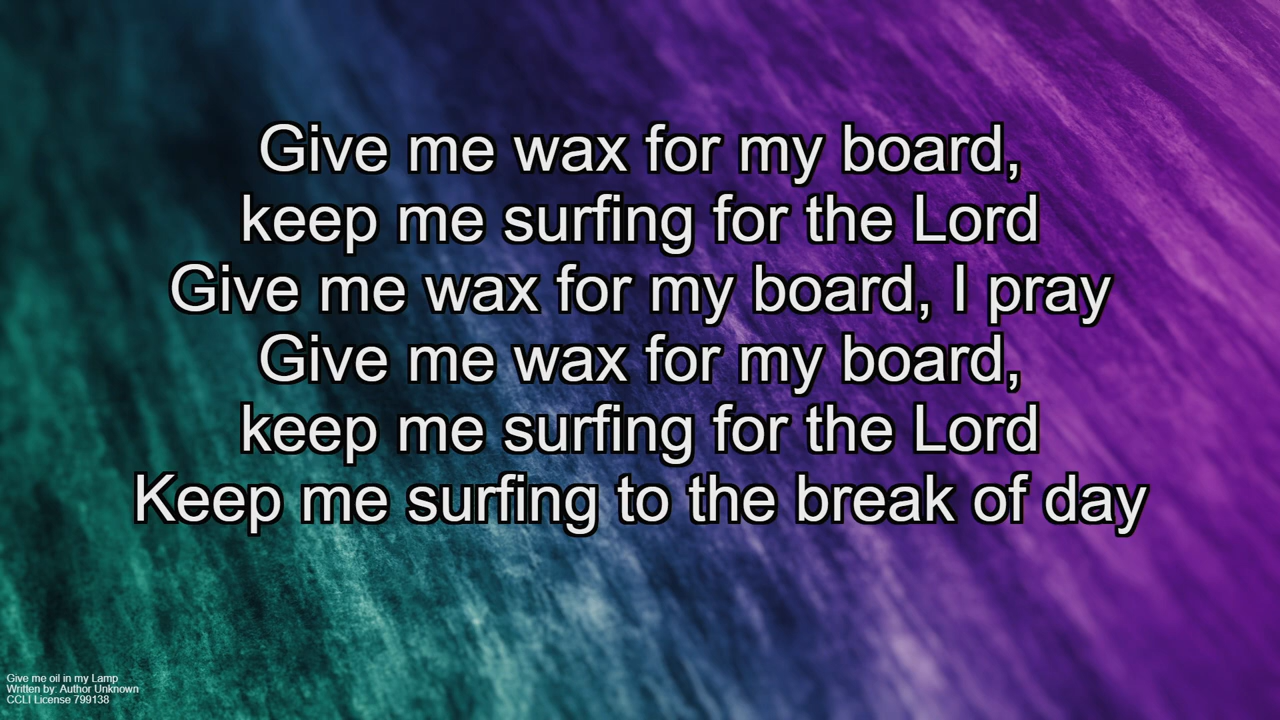 Give me wax for my board,
keep me surfing for the Lord
Give me wax for my board, I pray
Give me wax for my board,
keep me surfing for the Lord
Keep me surfing to the break of day
Give me oil in my Lamp
Written by: Author Unknown
CCLI License 799138